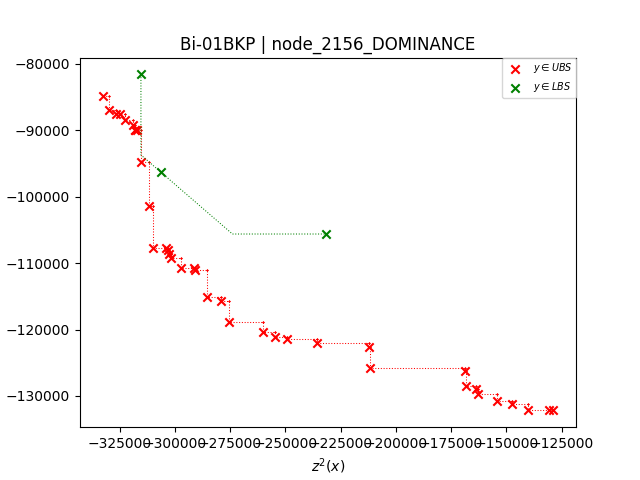 Bi-01BKP | node_2156_DOMINANCE
y ∈ UBS
y ∈ LBS
−80000
−90000
−100000
−110000
−120000
−130000
−325000 −300000 −275000 −250000 −225000 −200000 −175000 −150000 −125000
z²(x)